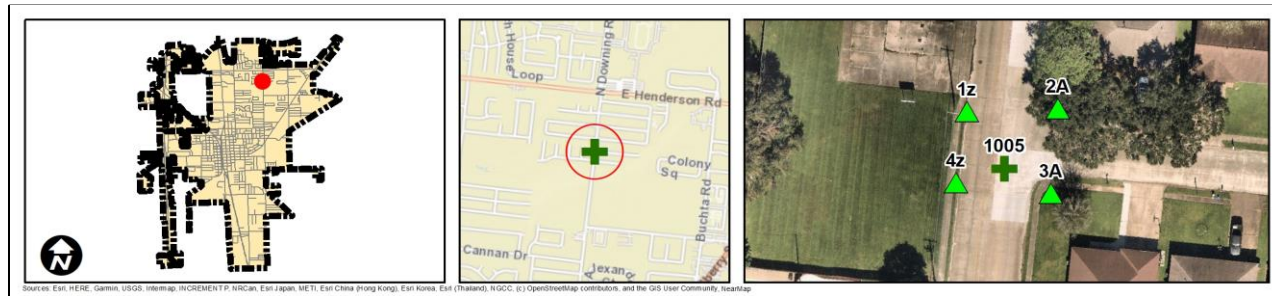 N
N Downing R
th House
Loop
E Henderson Rd
Colony
Sq
Buchta Rd
Cannan Dr
1z
2A
1005
4z
3A
Sources: Esri, HERE, Garmin, USGS, Intermap, INCREMENT P, NRCan, Esri Japan, METI, Esri China (Hong Kong), Esri Korea, Esri (Thailand), NGCC, (c) OpenStreetMap contributors, and the GIS User Community, NearMap